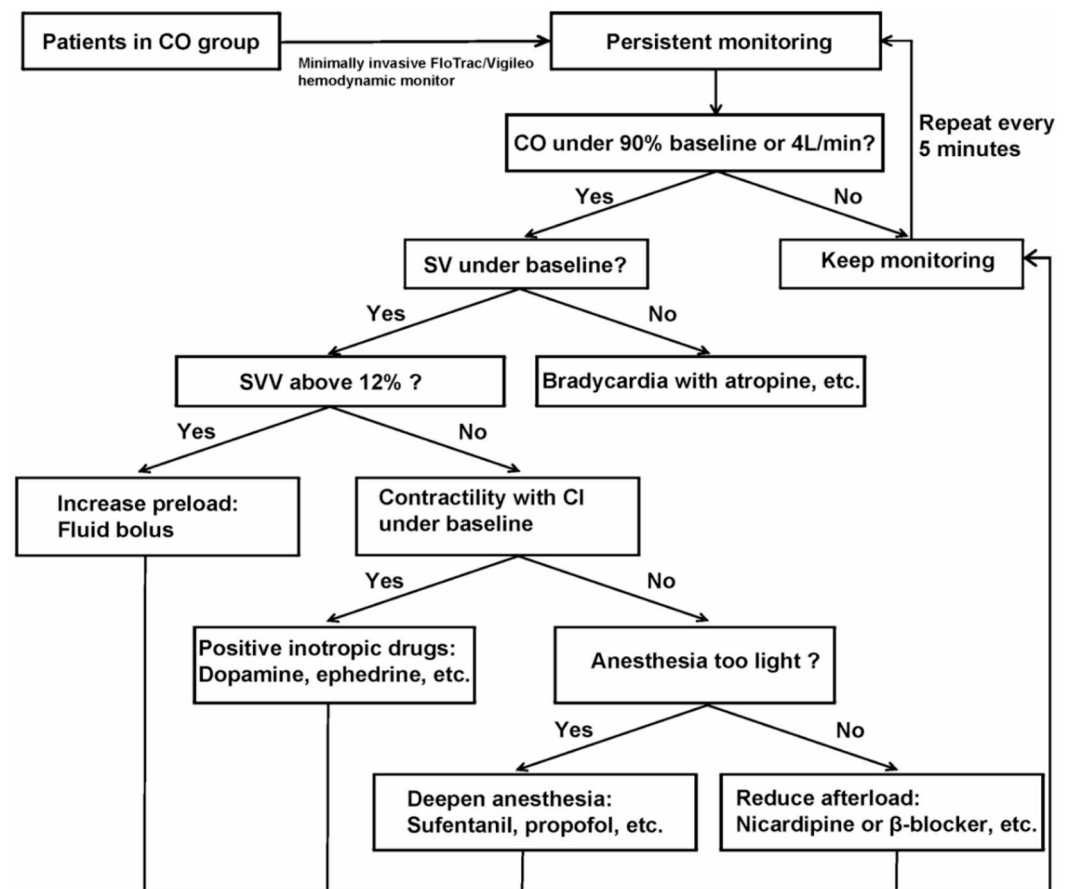 Patients in CO group
Persistent monitoring
Minimally invasive FloTrac/Vigileo
hemodynamic monitor
Repeat every
5 minutes
CO under 90% baseline or 4L/min?
Yes
No
SV under baseline?
Keep monitoring
Yes
No
SVV above 12% ?
Bradycardia with atropine, etc.
Yes
No
Increase preload:
Fluid bolus
Contractility with CI
under baseline
Yes
No
Positive inotropic drugs:
Dopamine, ephedrine, etc.
Anesthesia too light ?
Yes
No
Deepen anesthesia:
Sufentanil, propofol, etc.
Reduce afterload:
Nicardipine or β-blocker, etc.